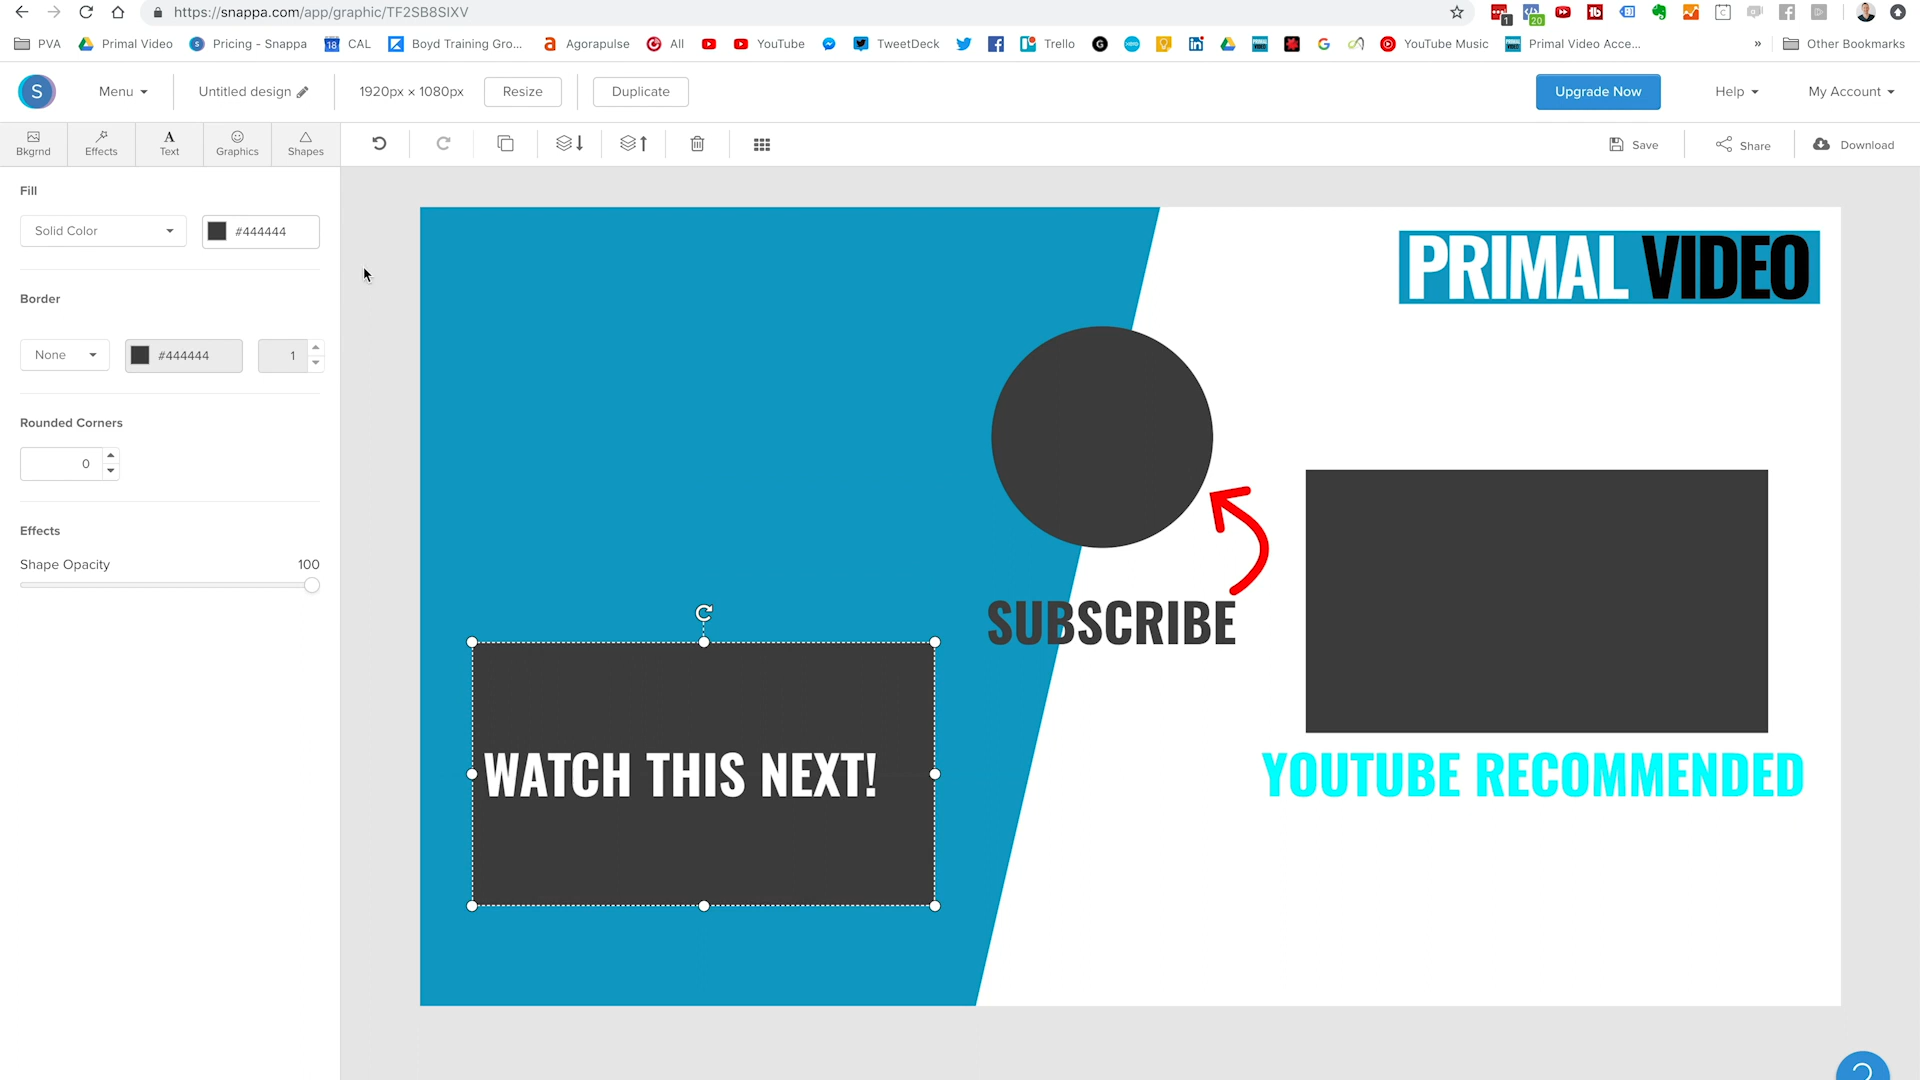 https://snappa.com/app/graphic/TF2SB8SIXV
PVA
Primal Video
Pricing - Snappa
CAL
Boyd Training Gro...
Agorapulse
All
YouTube
TweetDeck
Trello
YouTube Music
Primal Video Acce...
»
Other Bookmarks
S
Menu
Untitled design
1920px × 1080px
Resize
Duplicate
Upgrade Now
Help
My Account
Bkgrnd
Effects
Text
Graphics
Shapes
Save
Share
Download
Fill
Solid Color
#444444
Border
None
#444444
1
Rounded Corners
0
Effects
Shape Opacity
100
PRIMAL VIDEO
SUBSCRIBE
WATCH THIS NEXT!
YOUTUBE RECOMMENDED